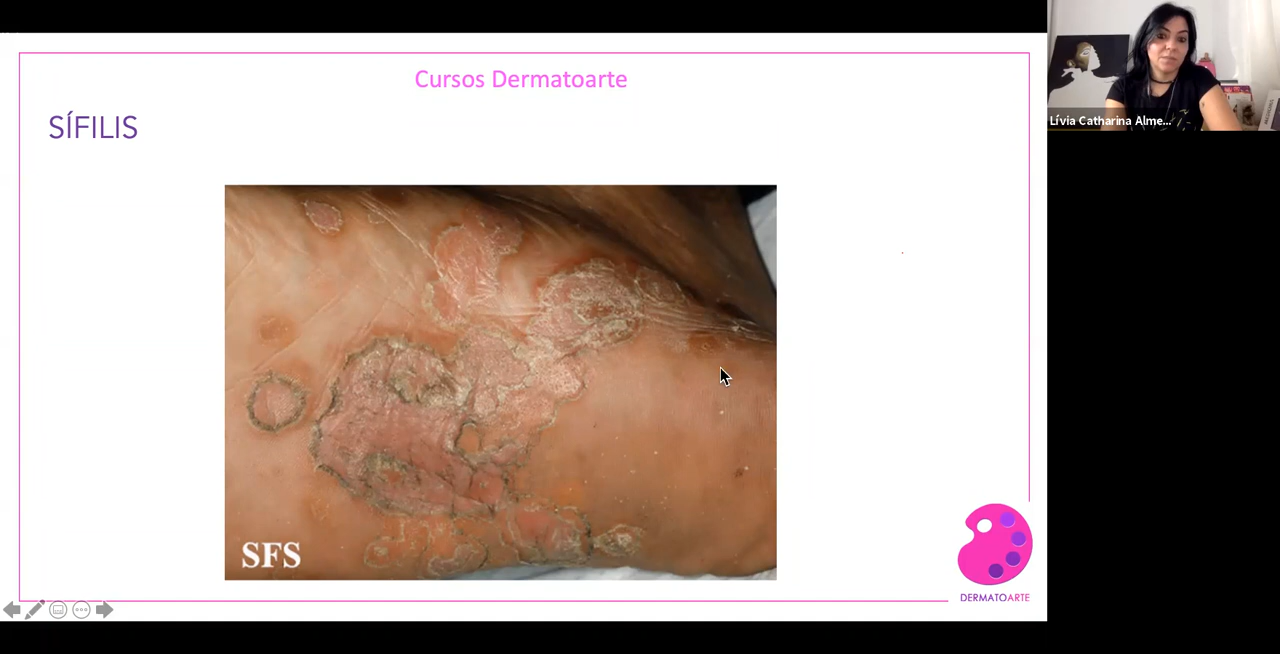 Cursos Dermatoarte
SÍFILIS
Lívia Catharina Alme...
SFS
DERMATOARTE